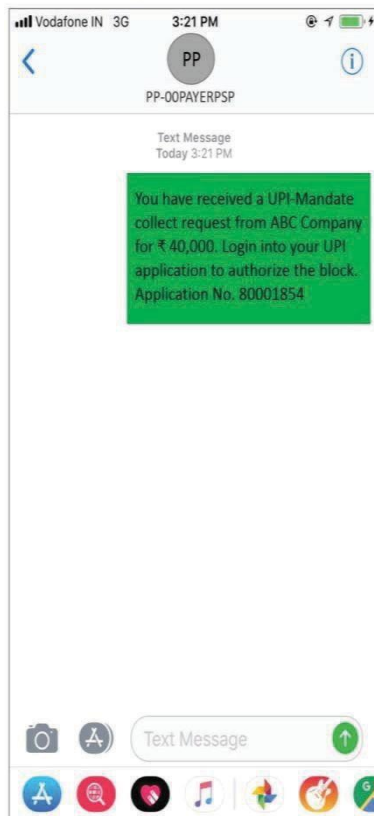 Vodafone IN 3G 3:21 PM
PP
PP-00PAYERPSP
Text Message
Today 3:21 PM
You have received a UPI-Mandate
collect request from ABC Company
for ₹ 40,000. Login into your UPI
application to authorize the block.
Application No. 80001854
Text Message